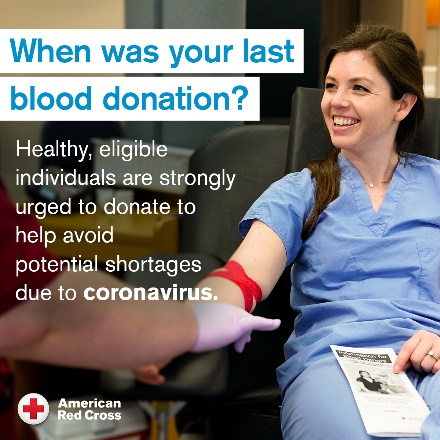 When was your last
blood donation?
Healthy, eligible
individuals are strongly
urged to donate to
help avoid
potential shortages
due to coronavirus.
American
Red Cross